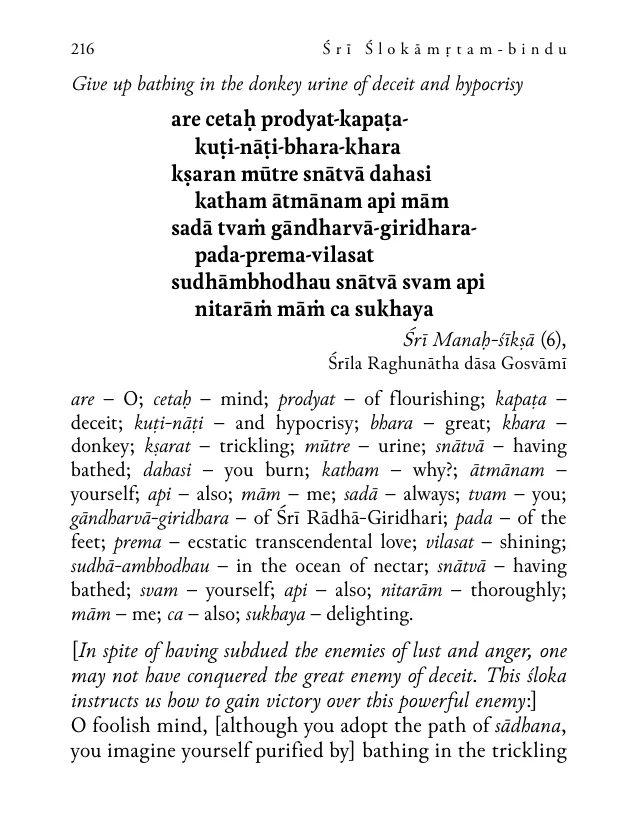 216 Śrī Ślokāmṛtam-bindu
Give up bathing in the donkey urine of deceit and hypocrisy
are cetaḥ prodyat-kapaṭa-
kuṭi-nāṭi-bhara-khara
kṣaran mūtre snātvā dahasi
katham ātmānam api mām
sadā tvaṁ gāndharvā-giridhara-
pada-prema-vilasat
sudhāmbhodhau snātvā svam api
nitarāṁ māṁ ca sukhaya
Śrī Manaḥ-śīkṣā (6),
Śrīla Raghunātha dāsa Gosvāmī
are – O; cetaḥ – mind; prodyat – of flourishing; kapaṭa –
deceit; kuṭi-nāṭi – and hypocrisy; bhara – great; khara –
donkey; kṣarat – trickling; mūtre – urine; snātvā – having
bathed; dahasi – you burn; katham – why?; ātmānam –
yourself; api – also; mām – me; sadā – always; tvam – you;
gāndharvā-giridhara – of Śrī Rādhā-Giridhari; pada – of the
feet; prema – ecstatic transcendental love; vilasat – shining;
sudhā-ambhodhau – in the ocean of nectar; snātvā – having
bathed; svam – yourself; api – also; nitarām – thoroughly;
mām – me; ca – also; sukhaya – delighting.
[In spite of having subdued the enemies of lust and anger, one
may not have conquered the great enemy of deceit. This śloka
instructs us how to gain victory over this powerful enemy:]
O foolish mind, [although you adopt the path of sādhana,
you imagine yourself purified by] bathing in the trickling